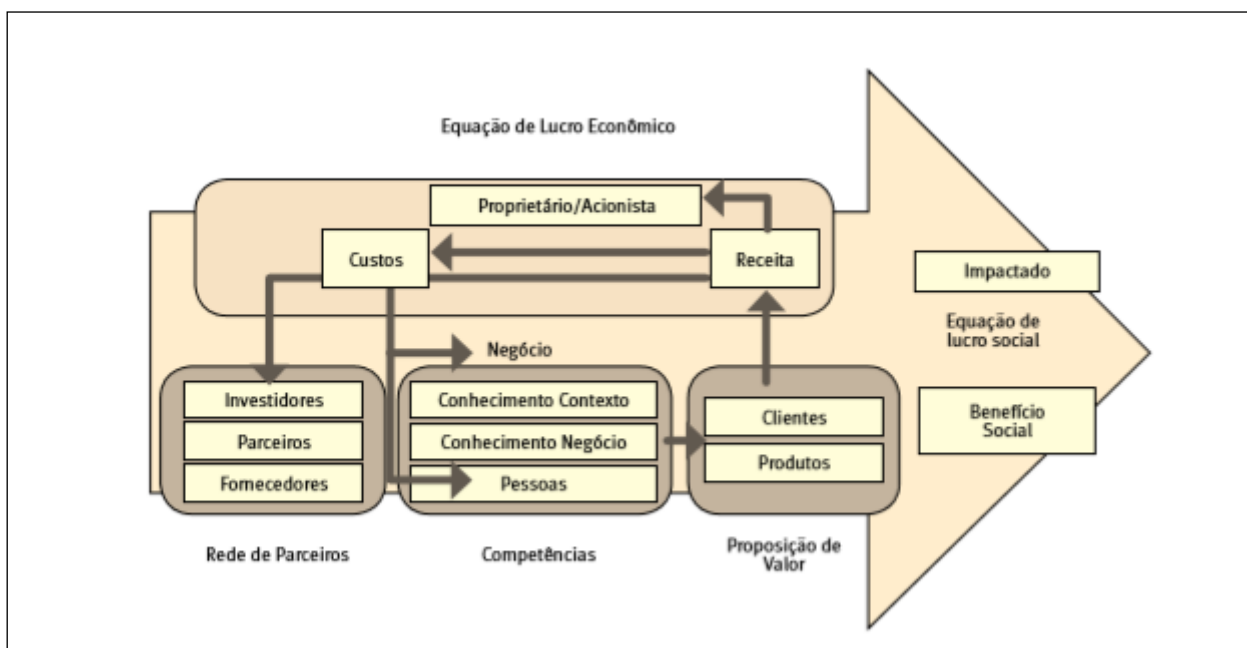 Equação de Lucro Econômico
Proprietário/Acionista
Custos
Receita
Impactado
Equação de
lucro social
Negócio
Investidores
Parceiros
Fornecedores
Conhecimento Contexto
Conhecimento Negócio
Pessoas
Clientes
Produtos
Benefício
Social
Rede de Parceiros
Competências
Proposição de
Valor